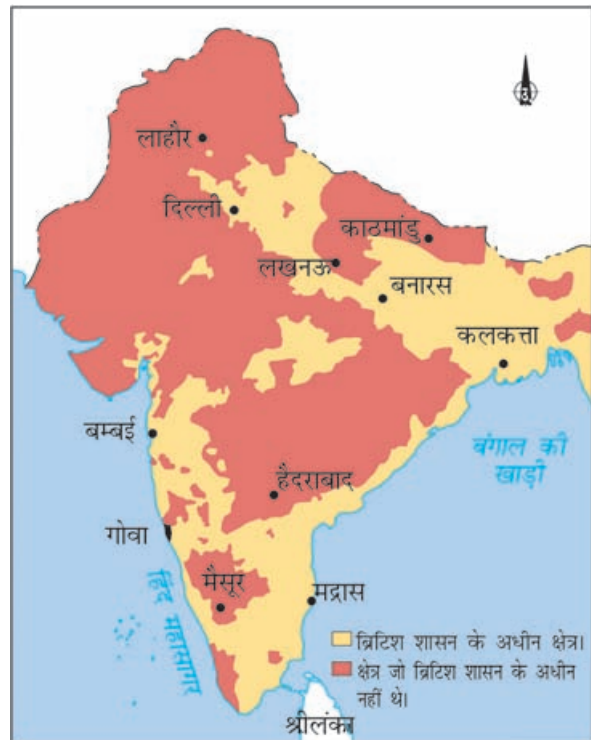 लाहौर
दिल्ली
काठमांडु
लखनऊ
बनारस
कलकत्ता
बम्बई
बंगाल की
खाड़ी
हैदराबाद
गोवा
मैसूर
मद्रास
हिंद महासागर
ब्रिटिश शासन के अधीन क्षेत्र।
क्षेत्र जो ब्रिटिश शासन के अधीन
नहीं थे।
श्रीलंका